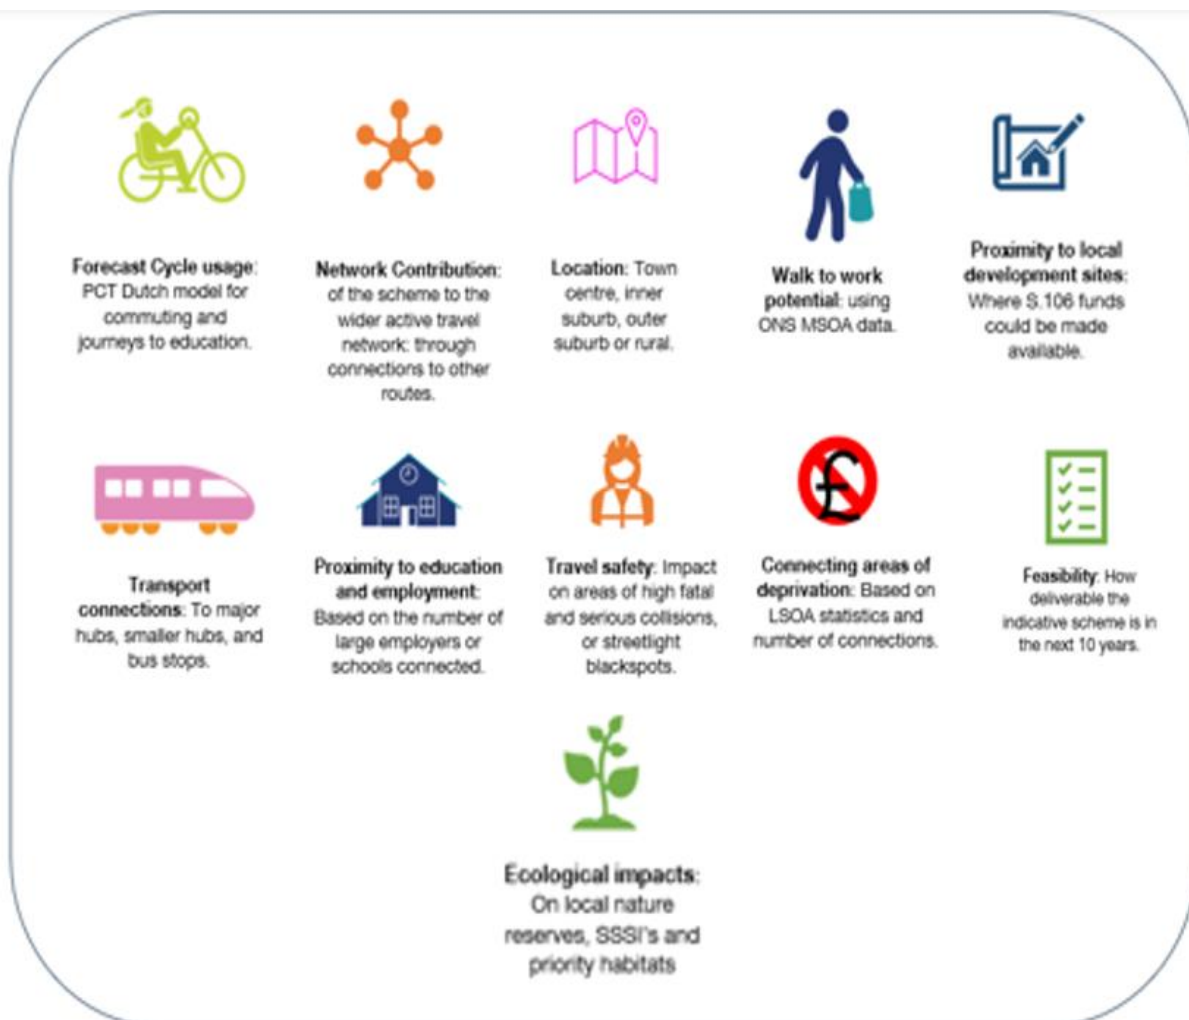 Forecast Cycle usage:
PCT Dutch model for
commuting and
journeys to education.
Network Contribution:
of the scheme to the
wider active travel
network: through
connections to other
routes.
Location: Town
centre, inner
suburb, outer
suburb or rural.
Walk to work
potential: using
ONS MSOA data.
Proximity to local
development sites:
Where S.106 funds
could be made
available.
Transport
connections: To major
hubs, smaller hubs, and
bus stops.
Proximity to education
and employment:
Based on the number of
large employers or
schools connected.
Travel safety: Impact
on areas of high fatal
and serious collisions,
or streetlight
blackspots.
£
Connecting areas of
deprivation: Based on
LSOA statistics and
number of connections.
Feasibility: How
deliverable the
indicative scheme is in
the next 10 years.
Ecological impacts:
On local nature
reserves, SSSI's and
priority habitats